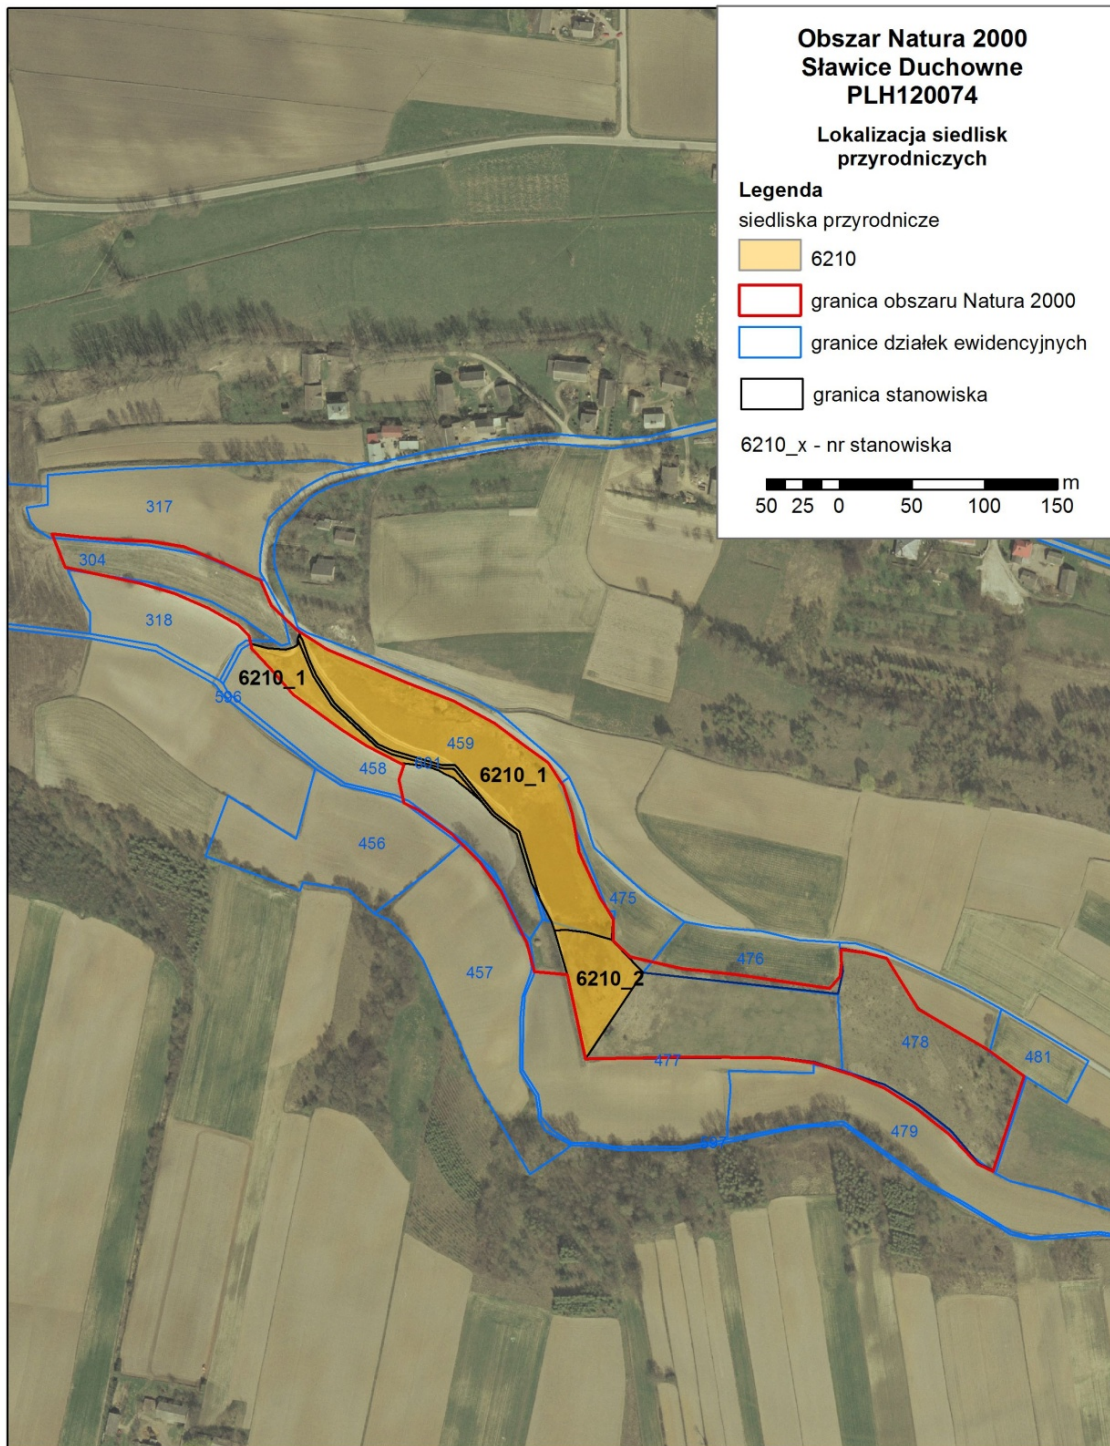 Obszar Natura 2000
Sławice Duchowne
PLH120074
Lokalizacja siedlisk
przyrodniczych
Legenda
siedliska przyrodnicze
6210
granica obszaru Natura 2000
granice działek ewidencyjnych
granica stanowiska
6210_x - nr stanowiska
50 25 0 50 100 150 m
317
304
318
6210_1
596
459
458
601
6210_1
456
475
476
457
6210_2
478
477
481
479